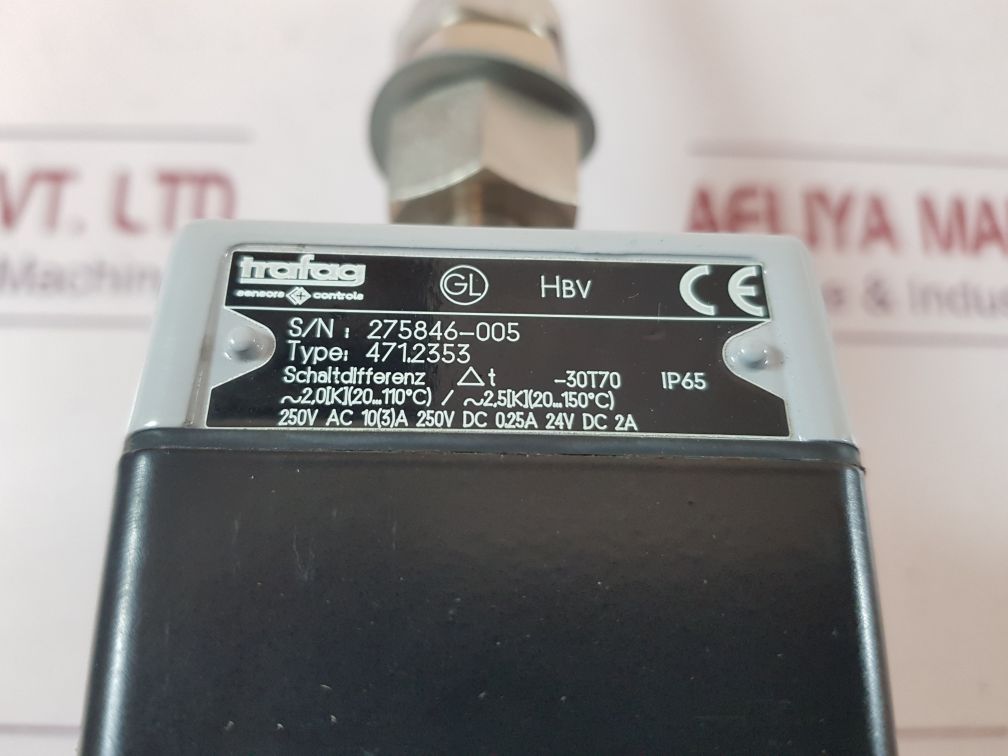 VT. LTD
AELIYA MA
Machin
e & Indus
trafag
sensors controls
GL
HBV
CE
S/N : 275846-005
Type: 471.2353
Schaltdifferenz △t -30T70 IP65
~2,0[K](20...110°C) / ~2,5[K](20...150°C)
250V AC 10(3)A 250V DC 0.25A 24V DC 2A